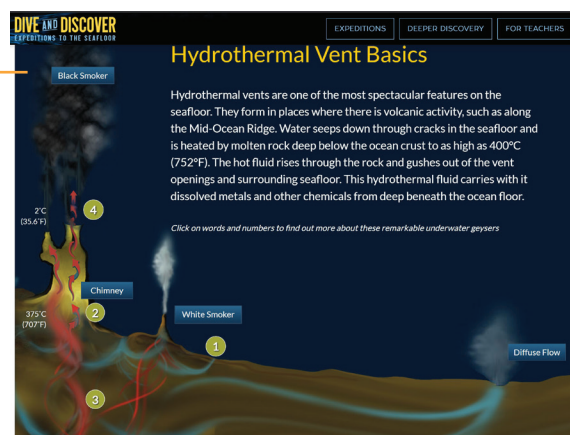 DIVE AND DISCOVER
EXPEDITIONS TO THE SEAFLOOR
EXPEDITIONS
DEEPER DISCOVERY
FOR TEACHERS
Hydrothermal Vent Basics
Black Smoker
Hydrothermal vents are one of the most spectacular features on the
seafloor. They form in places where there is volcanic activity, such as along
the Mid-Ocean Ridge. Water seeps down through cracks in the seafloor and
is heated by molten rock deep below the ocean crust to as high as 400°C
(752°F). The hot fluid rises through the rock and gushes out of the vent
openings and surrounding seafloor. This hydrothermal fluid carries with it
dissolved metals and other chemicals from deep beneath the ocean floor.
Click on words and numbers to find out more about these remarkable underwater geysers
2°C
(35.6°F)
4
Chimney
375°C
(707°F)
2
White Smoker
1
Diffuse Flow
3